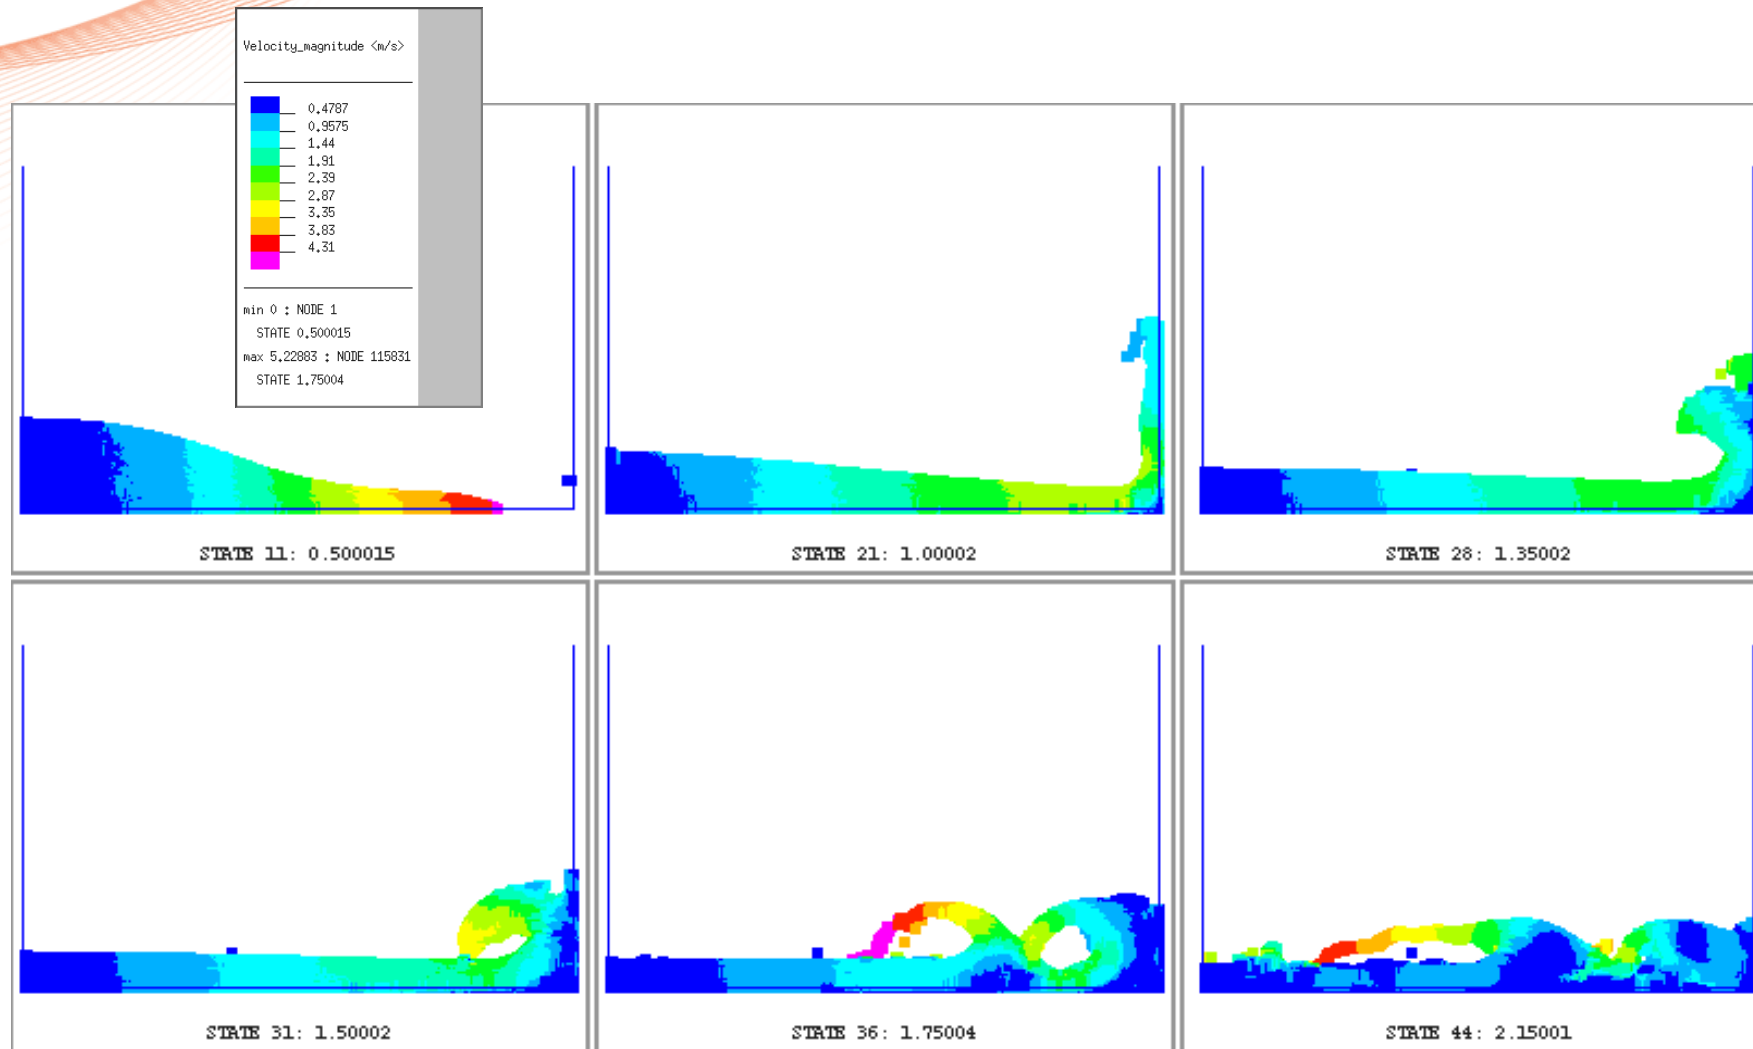 Velocity_magnitude <m/s>
0.4787
0.9575
1.44
1.91
2.39
2.87
3.35
3.83
4.31
min 0 : NODE 1
STATE 0.500015
max 5.22883 : NODE 115831
STATE 1.75004
STATE 11: 0.500015
STATE 21: 1.00002
STATE 28: 1.35002
STATE 31: 1.50002
STATE 36: 1.75004
STATE 44: 2.15001